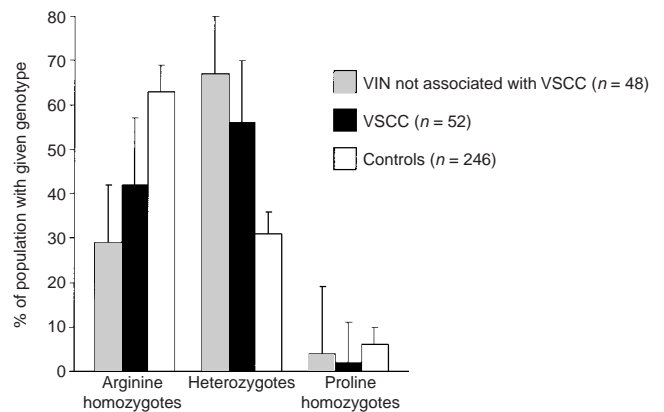 % of population with given genotype
80
70
60
50
40
30
20
10
0
Arginine homozygotes
Heterozygotes
Proline homozygotes
VIN not associated with VSCC (n = 48)
VSCC (n = 52)
Controls (n = 246)